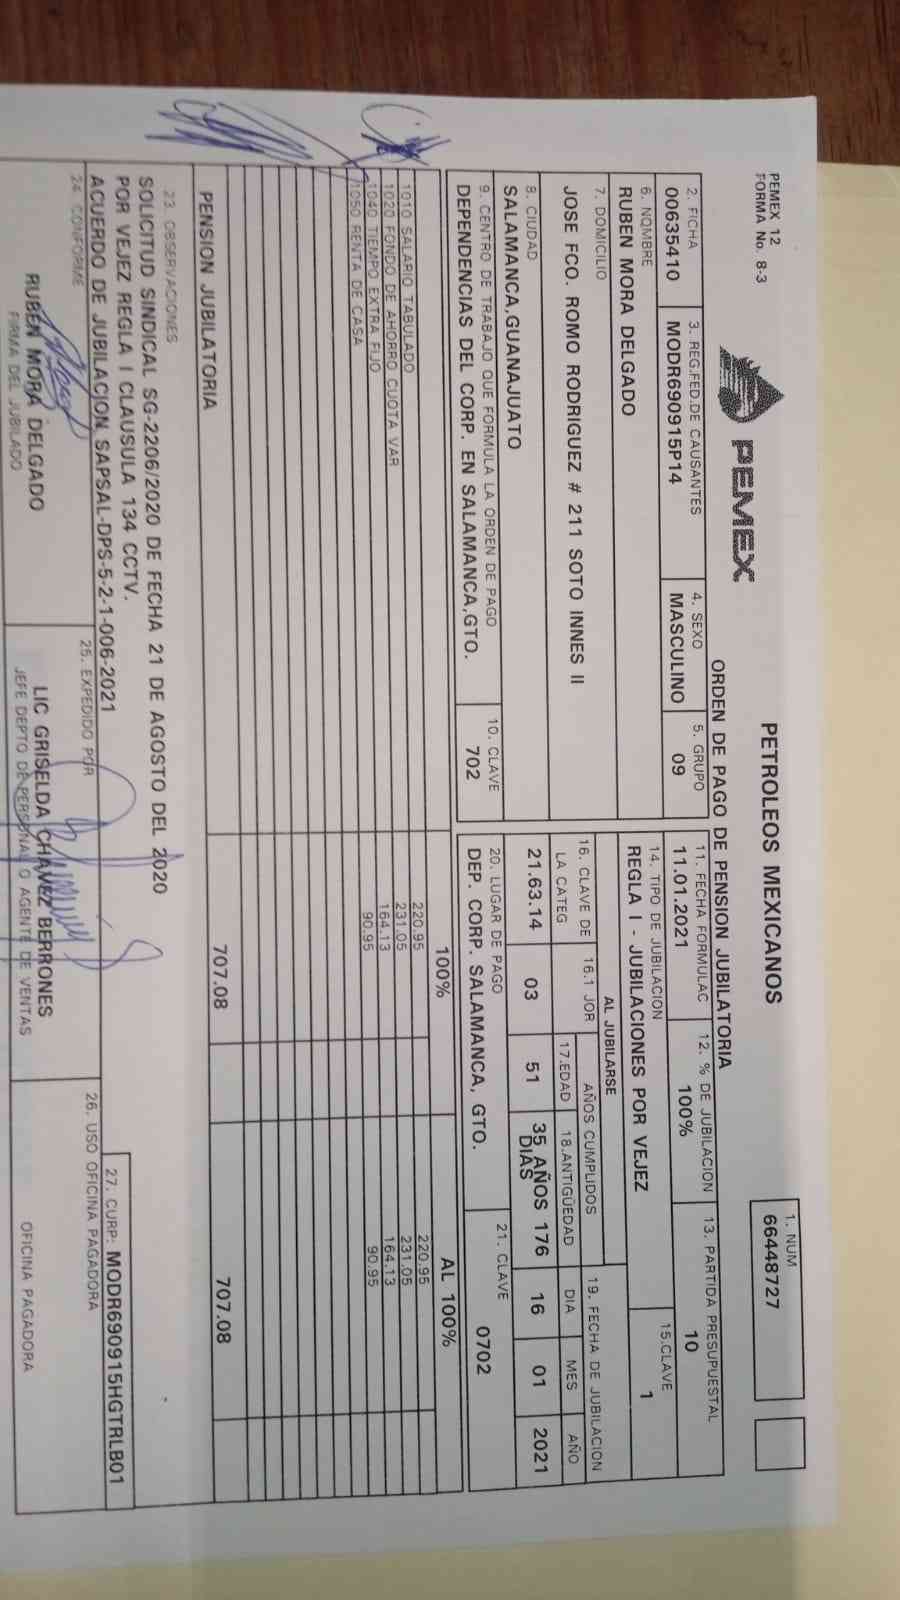 PEMEX 12
FORMA No. 8-3
PEMEX
PETROLEOS MEXICANOS
ORDEN DE PAGO DE PENSION JUBILATORIA
1. NUM
66448727
2. FICHA
00635410
3. REG.FED.DE CAUSANTES
MODR690915P14
4. SEXO
MASCULINO
5. GRUPO
09
6. NOMBRE
RUBEN MORA DELGADO
7. DOMICILIO
JOSE FCO. ROMO RODRIGUEZ # 211 SOTO INNES II
8. CIUDAD
SALAMANCA,GUANAJUATO
9. CENTRO DE TRABAJO QUE FORMULA LA ORDEN DE PAGO
DEPENDENCIAS DEL CORP. EN SALAMANCA,GTO.
10. CLAVE
702
11. FECHA FORMULAC
11.01.2021
12. % DE JUBILACION
100%
13. PARTIDA PRESUPUESTAL
10
14. TIPO DE JUBILACION
REGLA I - JUBILACIONES POR VEJEZ
15.CLAVE
1
AL JUBILARSE
16. CLAVE DE LA CATEG
21.63.14
16.1 JOR
03
AÑOS CUMPLIDOS
17.EDAD
51
18.ANTIGÜEDAD
35 AÑOS 176 DIAS
19. FECHA DE JUBILACION
DIA MES AÑO
16 01 2021
20. LUGAR DE PAGO
DEP. CORP. SALAMANCA, GTO.
21. CLAVE
0702
100% AL 100%
1010 SALARIO TABULADO 220.95 220.95
1020 FONDO DE AHORRO CUOTA VAR 231.05 231.05
1040 TIEMPO EXTRA FIJO 164.13 164.13
1050 RENTA DE CASA 90.95 90.95
PENSION JUBILATORIA 707.08 707.08
23. OBSERVACIONES
SOLICITUD SINDICAL SG-2206/2020 DE FECHA 21 DE AGOSTO DEL 2020
POR VEJEZ REGLA I CLAUSULA 134 CCTV.
ACUERDO DE JUBILACION SAPSAL-DPS-5-2-1-006-2021
27. CURP: MODR690915HGTRLB01
24. CONFORME
RUBEN MORA DELGADO
FIRMA DEL JUBILADO
25. EXPEDIDO POR
LIC GRISELDA CHAVEZ BERRONES
JEFE DEPTO DE PERSONAL O AGENTE DE VENTAS
26. USO OFICINA PAGADORA
OFICINA PAGADORA